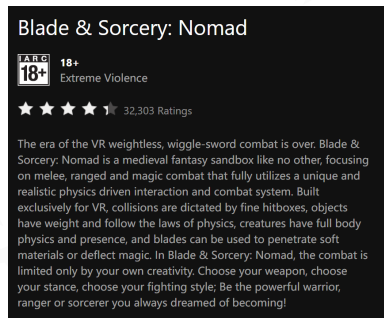 Blade & Sorcery: Nomad
IARC
18+
18+
Extreme Violence
32,303 Ratings
The era of the VR weightless, wiggle-sword combat is over. Blade &
Sorcery: Nomad is a medieval fantasy sandbox like no other, focusing
on melee, ranged and magic combat that fully utilizes a unique and
realistic physics driven interaction and combat system. Built
exclusively for VR, collisions are dictated by fine hitboxes, objects
have weight and follow the laws of physics, creatures have full body
physics and presence, and blades can be used to penetrate soft
materials or deflect magic. In Blade & Sorcery: Nomad, the combat is
limited only by your own creativity. Choose your weapon, choose
your stance, choose your fighting style; Be the powerful warrior,
ranger or sorcerer you always dreamed of becoming!